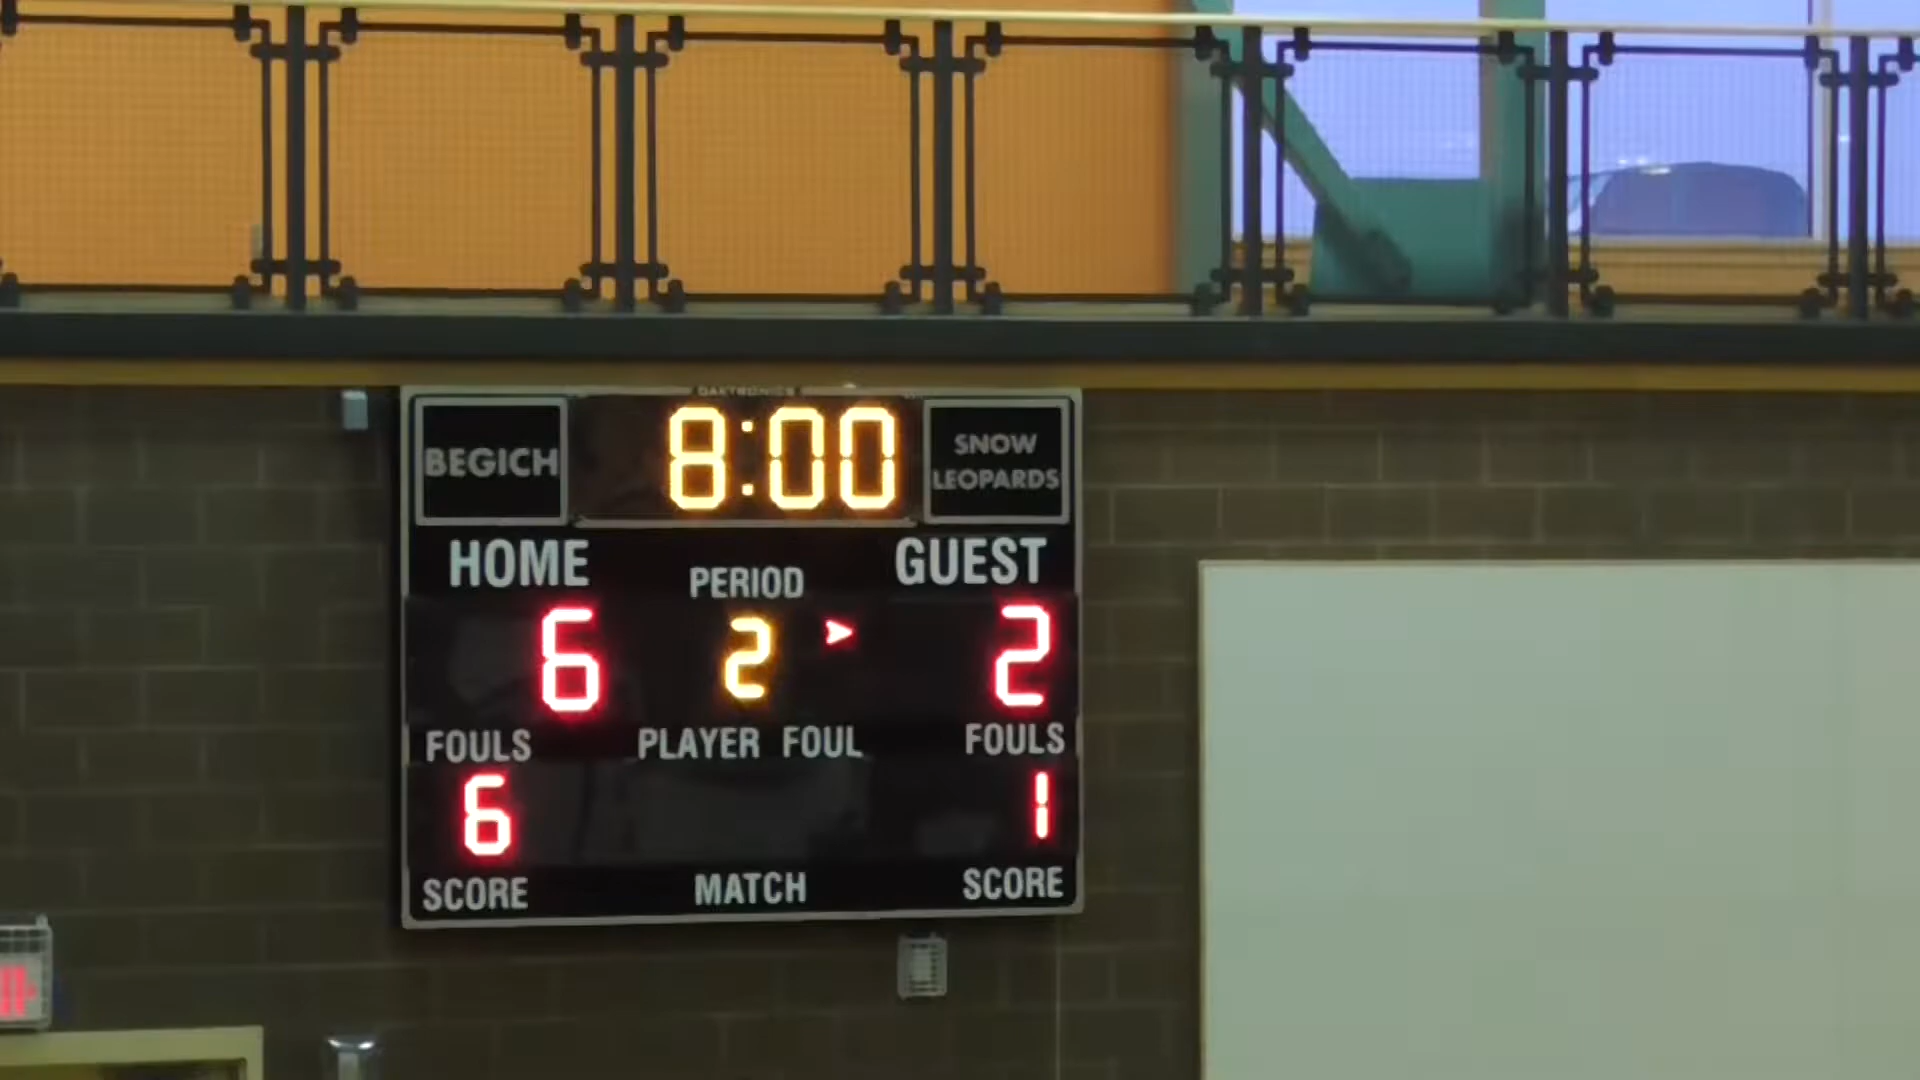 DAKTRONICS
BEGICH
8:00
SNOW
LEOPARDS
HOME
PERIOD
GUEST
6
2
2
FOULS
PLAYER FOUL
FOULS
6
1
SCORE
MATCH
SCORE